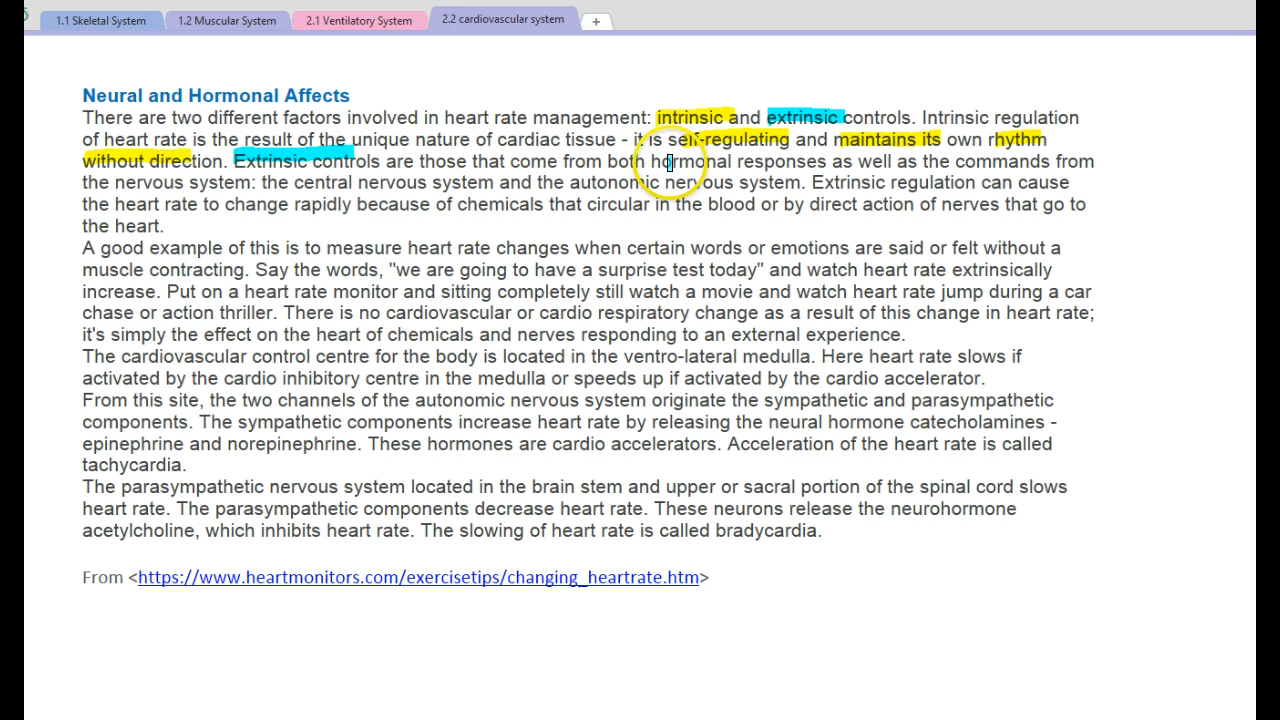 1.1 Skeletal System
1.2 Muscular System
2.1 Ventilatory System
2.2 cardiovascular system
+
Neural and Hormonal Affects
There are two different factors involved in heart rate management: intrinsic and extrinsic controls. Intrinsic regulation
of heart rate is the result of the unique nature of cardiac tissue - it is self-regulating and maintains its own rhythm
without direction. Extrinsic controls are those that come from both hormonal responses as well as the commands from
the nervous system: the central nervous system and the autonomic nervous system. Extrinsic regulation can cause
the heart rate to change rapidly because of chemicals that circular in the blood or by direct action of nerves that go to
the heart.
A good example of this is to measure heart rate changes when certain words or emotions are said or felt without a
muscle contracting. Say the words, "we are going to have a surprise test today" and watch heart rate extrinsically
increase. Put on a heart rate monitor and sitting completely still watch a movie and watch heart rate jump during a car
chase or action thriller. There is no cardiovascular or cardio respiratory change as a result of this change in heart rate;
it's simply the effect on the heart of chemicals and nerves responding to an external experience.
The cardiovascular control centre for the body is located in the ventro-lateral medulla. Here heart rate slows if
activated by the cardio inhibitory centre in the medulla or speeds up if activated by the cardio accelerator.
From this site, the two channels of the autonomic nervous system originate the sympathetic and parasympathetic
components. The sympathetic components increase heart rate by releasing the neural hormone catecholamines -
epinephrine and norepinephrine. These hormones are cardio accelerators. Acceleration of the heart rate is called
tachycardia.
The parasympathetic nervous system located in the brain stem and upper or sacral portion of the spinal cord slows
heart rate. The parasympathetic components decrease heart rate. These neurons release the neurohormone
acetylcholine, which inhibits heart rate. The slowing of heart rate is called bradycardia.
From <https://www.heartmonitors.com/exercisetips/changing_heartrate.htm>